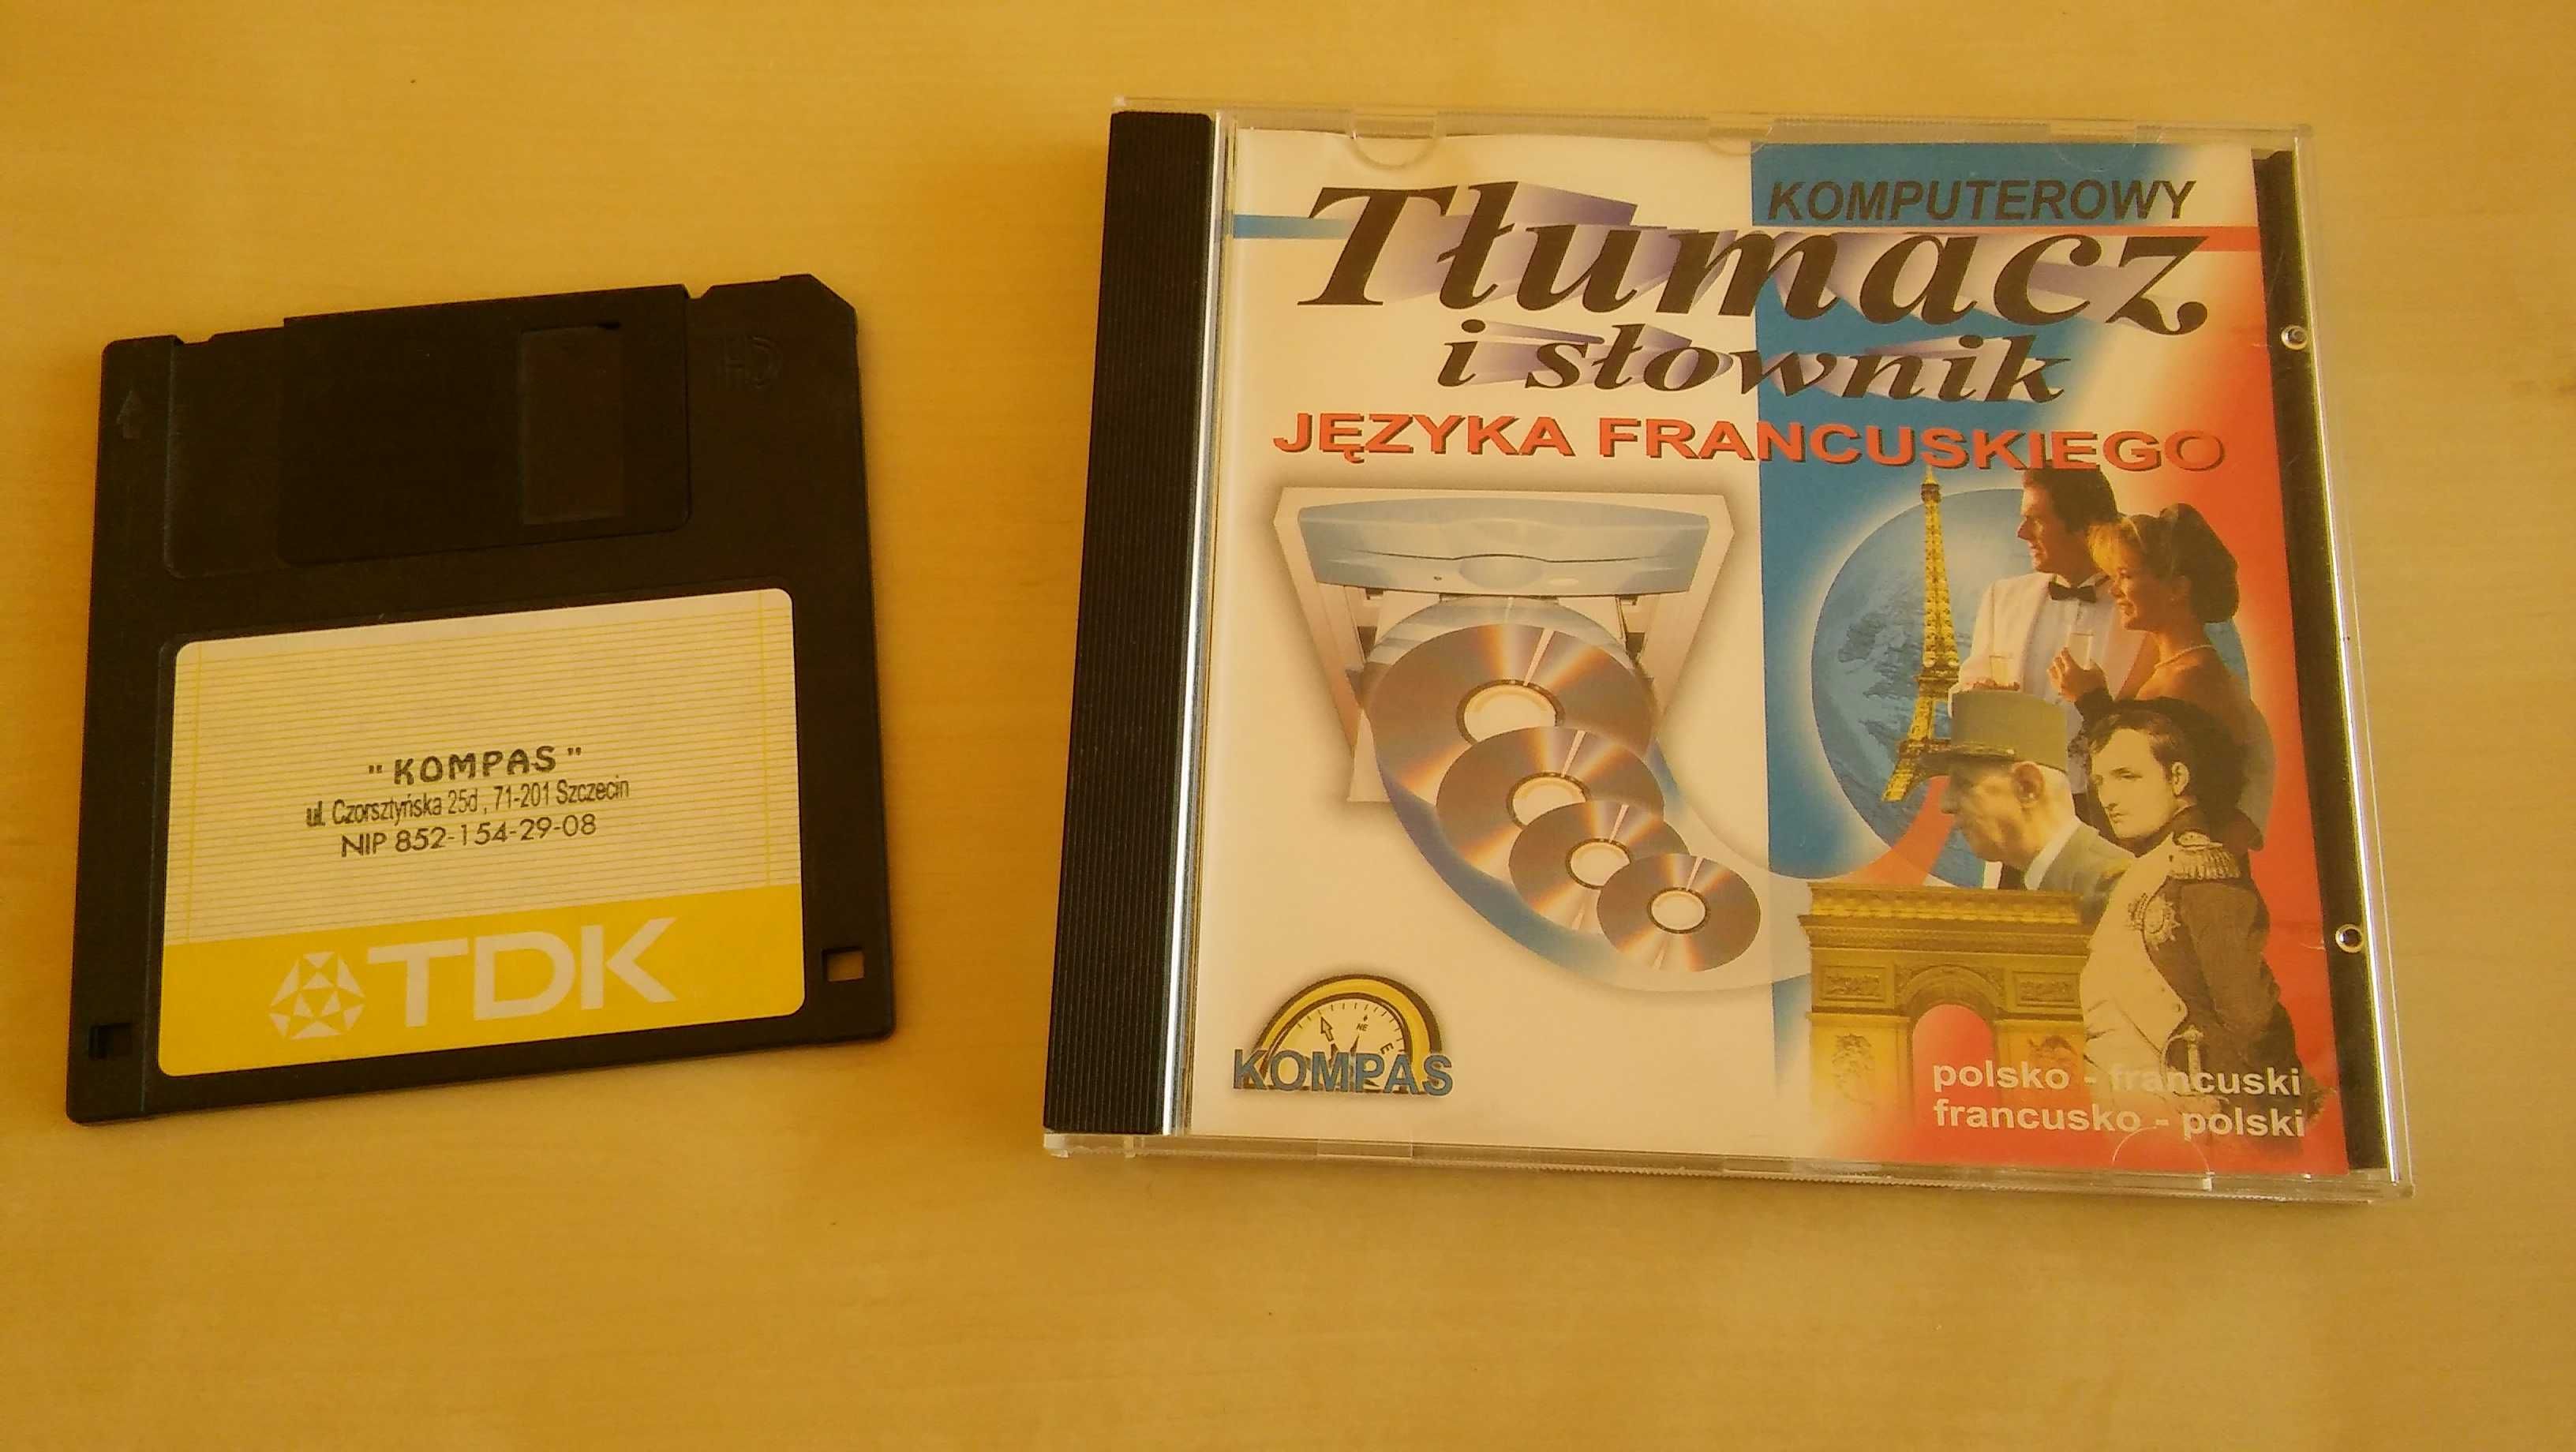 HD
" KOMPAS "
ul. Czorsztyńska 25d , 71-201 Szczecin
NIP 852-154-29-08
TDK
KOMPUTEROWY
Tłumacz
i słownik
JĘZYKA FRANCUSKIEGO
NE
E
KOMPAS
polsko - francuski
francusko - polski